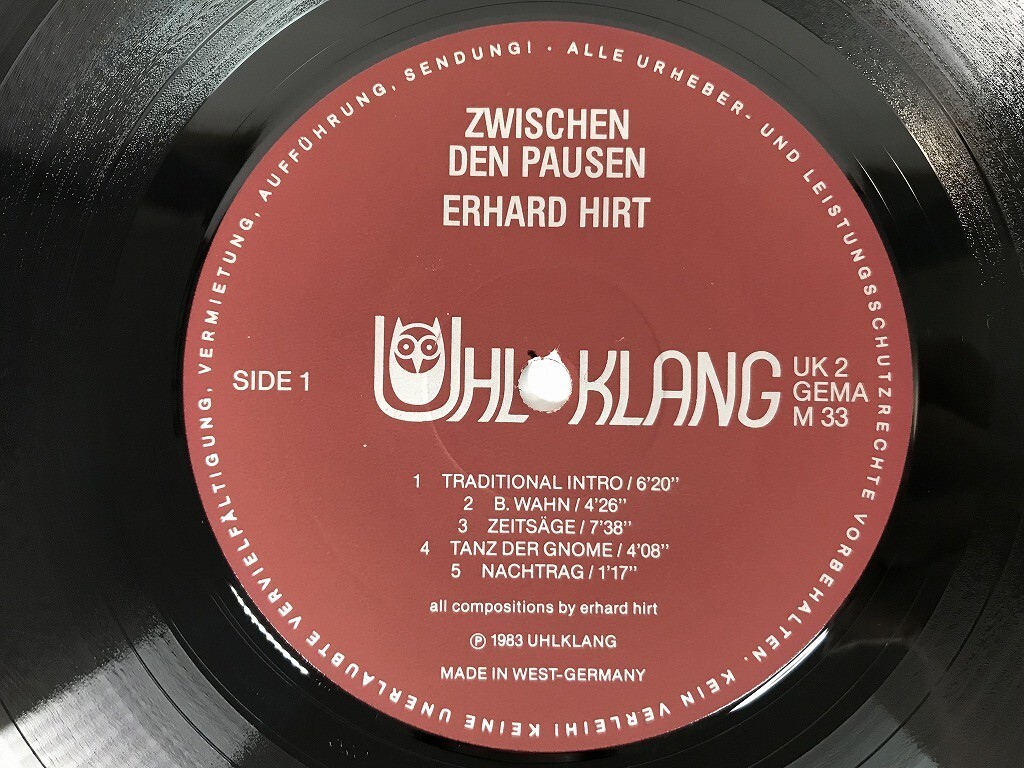 ALLE URHEBER- UND LEISTUNGSSCHUTZRECHTE VORBEHALTEN. KEIN VERLEIH! KEINE UNERLAUBTE VERVIELFÄLTIGUNG, VERMIETUNG, AUFFÜHRUNG, SENDUNG! ·
ZWISCHEN
DEN PAUSEN
ERHARD HIRT
SIDE 1
UHLKLANG
UK 2
GEMA
M 33
1 TRADITIONAL INTRO / 6'20"
2 B. WAHN / 4'26"
3 ZEITSÄGE / 7'38"
4 TANZ DER GNOME / 4'08"
5 NACHTRAG / 1'17"
all compositions by erhard hirt
℗ 1983 UHLKLANG
MADE IN WEST-GERMANY